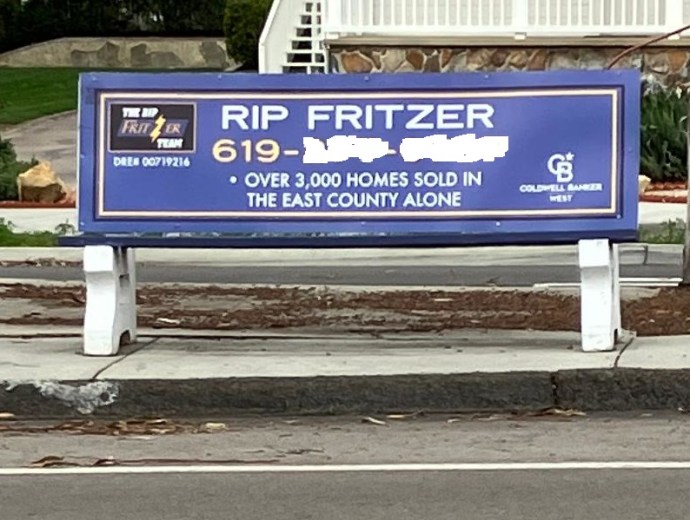 THE RIP
FRITZER
TEAM
DRE# 00719216
RIP FRITZER
619-
• OVER 3,000 HOMES SOLD IN
THE EAST COUNTY ALONE
CB
COLDWELL BANKER
WEST